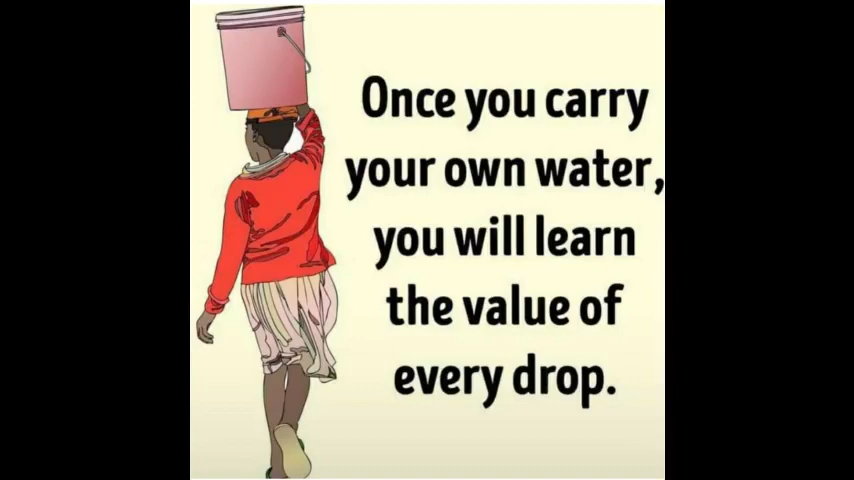 Once you carry
your own water,
you will learn
the value of
every drop.